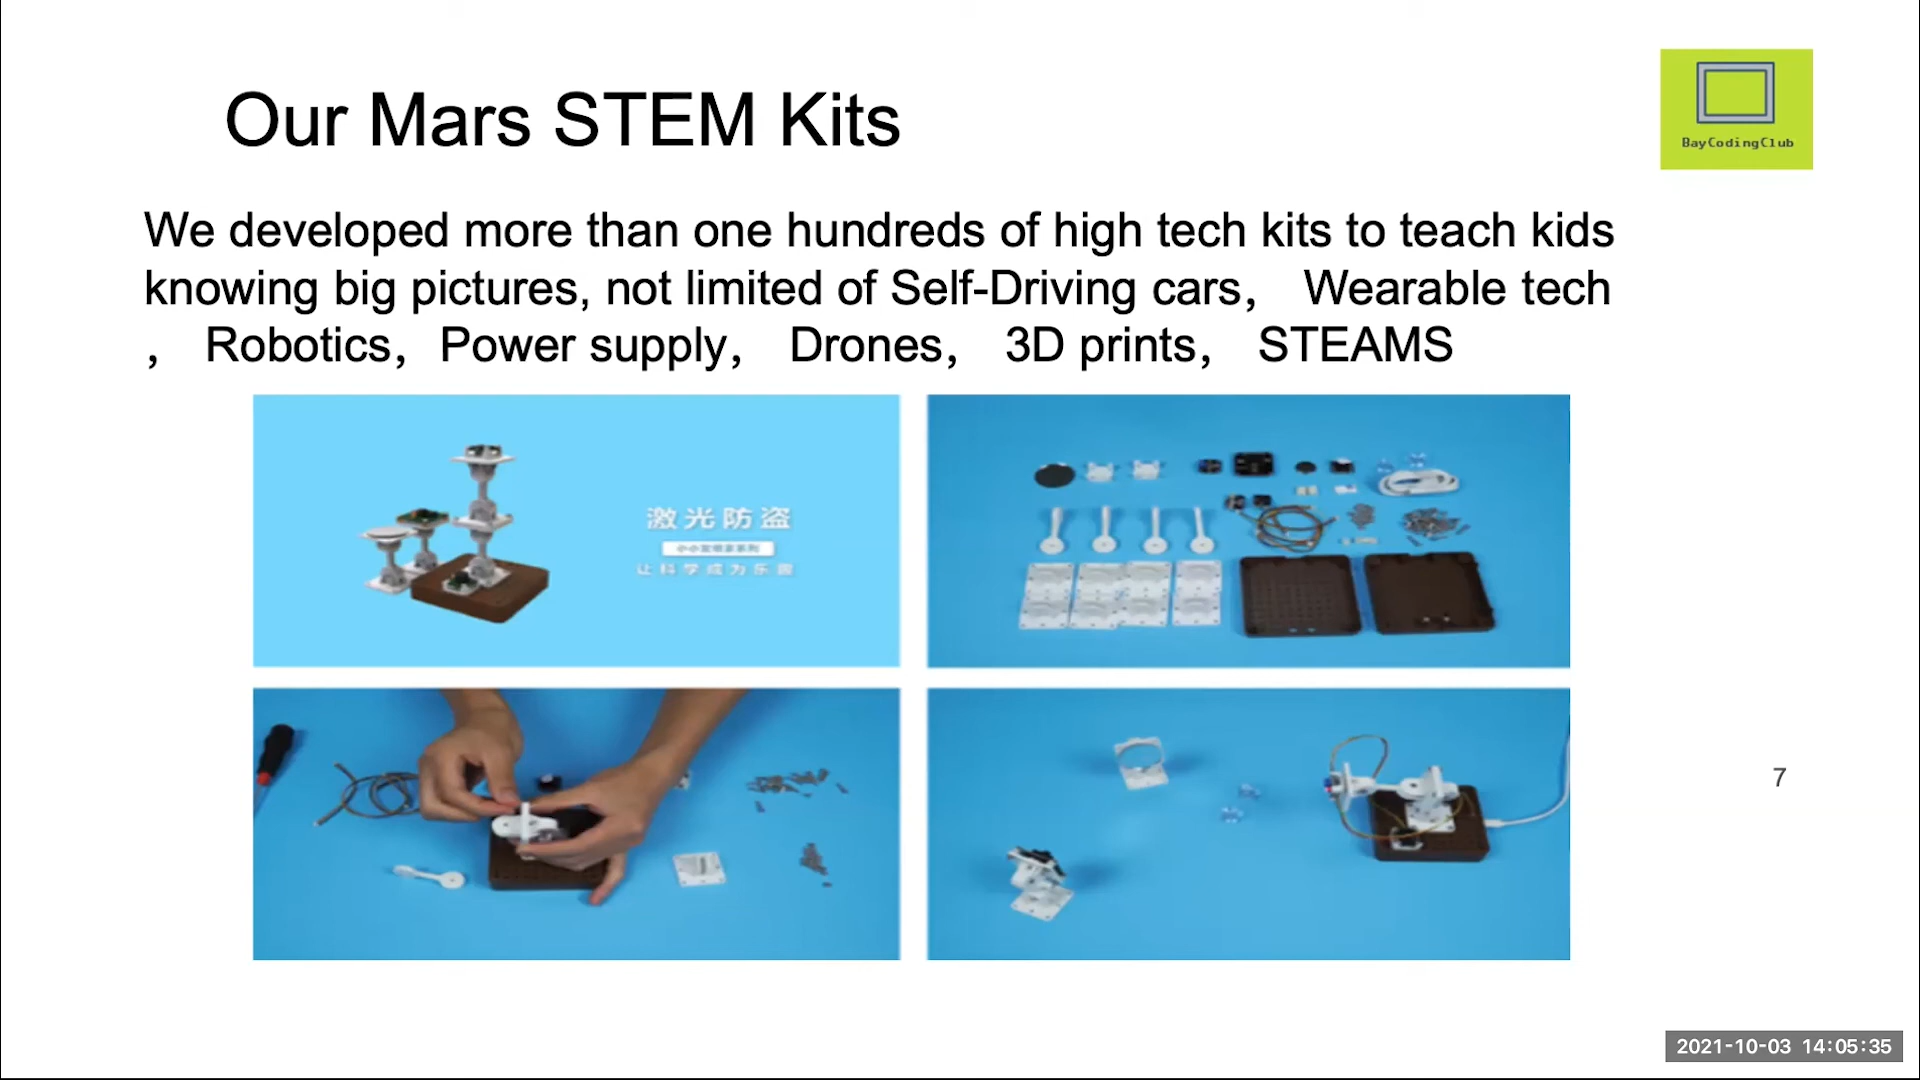 Our Mars STEM Kits
BayCodingClub
We developed more than one hundreds of high tech kits to teach kids
knowing big pictures, not limited of Self-Driving cars， Wearable tech
， Robotics，Power supply， Drones， 3D prints， STEAMS
激光防盗
让科学成为乐趣
7
2021-10-03 14:05:35